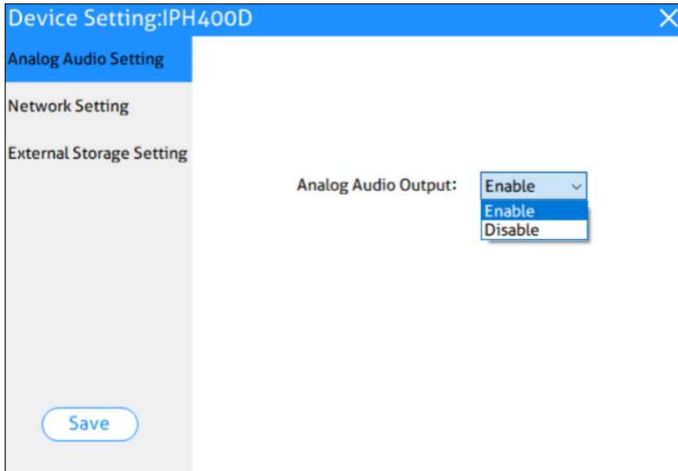 Device Setting:IPH400D
Analog Audio Setting
Network Setting
External Storage Setting
Analog Audio Output: Enable
Enable
Disable
Save